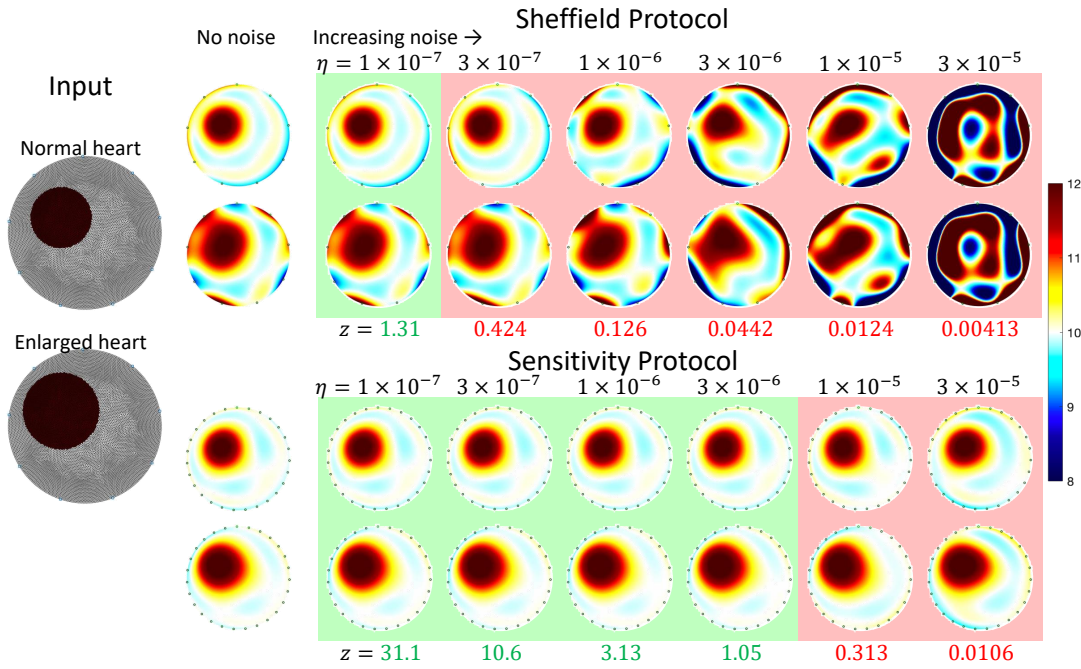 Sheffield Protocol
No noise Increasing noise →
η = 1 × 10⁻⁷ 3 × 10⁻⁷ 1 × 10⁻⁶ 3 × 10⁻⁶ 1 × 10⁻⁵ 3 × 10⁻⁵
Input
Normal heart
z = 1.31 0.424 0.126 0.0442 0.0124 0.00413
Enlarged heart
Sensitivity Protocol
η = 1 × 10⁻⁷ 3 × 10⁻⁷ 1 × 10⁻⁶ 3 × 10⁻⁶ 1 × 10⁻⁵ 3 × 10⁻⁵
z = 31.1 10.6 3.13 1.05 0.313 0.0106
12
11
10
9
8